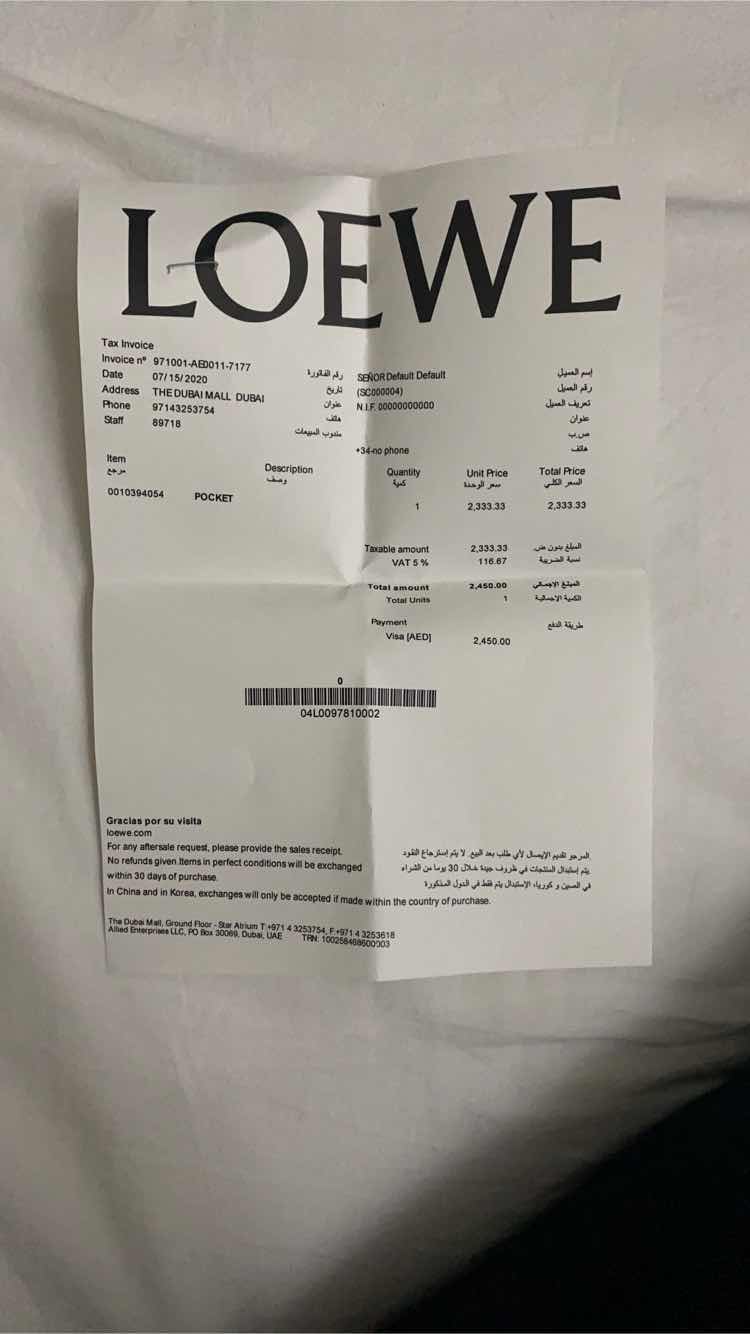 LOEWE
Tax Invoice
Invoice nº 971001-AE0011-7177 رقم الفاتورة
Date 07/15/2020 تاريخ
Address THE DUBAI MALL DUBAI عنوان
Phone 97143253754 هاتف
Staff 89718 مندوب المبيعات
SEÑOR Default Default إسم العميل
(SC000004) رقم العميل
N.I.F. 00000000000 تعريف العميل
عنوان
ص.ب
+34-no phone هاتف
Item Description Quantity Unit Price Total Price
مرجع وصف كمية سعر الوحدة السعر الكلي
0010394054 POCKET 1 2,333.33 2,333.33
Taxable amount 2,333.33 المبلغ بدون ض.
VAT 5 % 116.67 نسبة الضريبة
Total amount 2,450.00 المبلغ الإجمالي
Total Units 1 الكمية الإجمالية
Payment طريقة الدفع
Visa [AED] 2,450.00
0
04L0097810002
Gracias por su visita
loewe.com
For any aftersale request, please provide the sales receipt.
No refunds given.Items in perfect conditions will be exchanged
within 30 days of purchase.
In China and in Korea, exchanges will only be accepted if made within the country of purchase.
المرجو تقديم الإيصال لأي طلب بعد البيع. لا يتم إسترجاع النقود
يتم إستبدال المنتجات في ظروف جيدة خلال 30 يوما من الشراء
في الصين و كوريا، الإستبدال يتم فقط في الدول المذكورة
The Dubai Mall, Ground Floor - Star Atrium T:+971 4 3253754, F:+971 4 3253618
Allied Enterprises LLC, PO Box 30069, Dubai, UAE TRN: 100258468600003